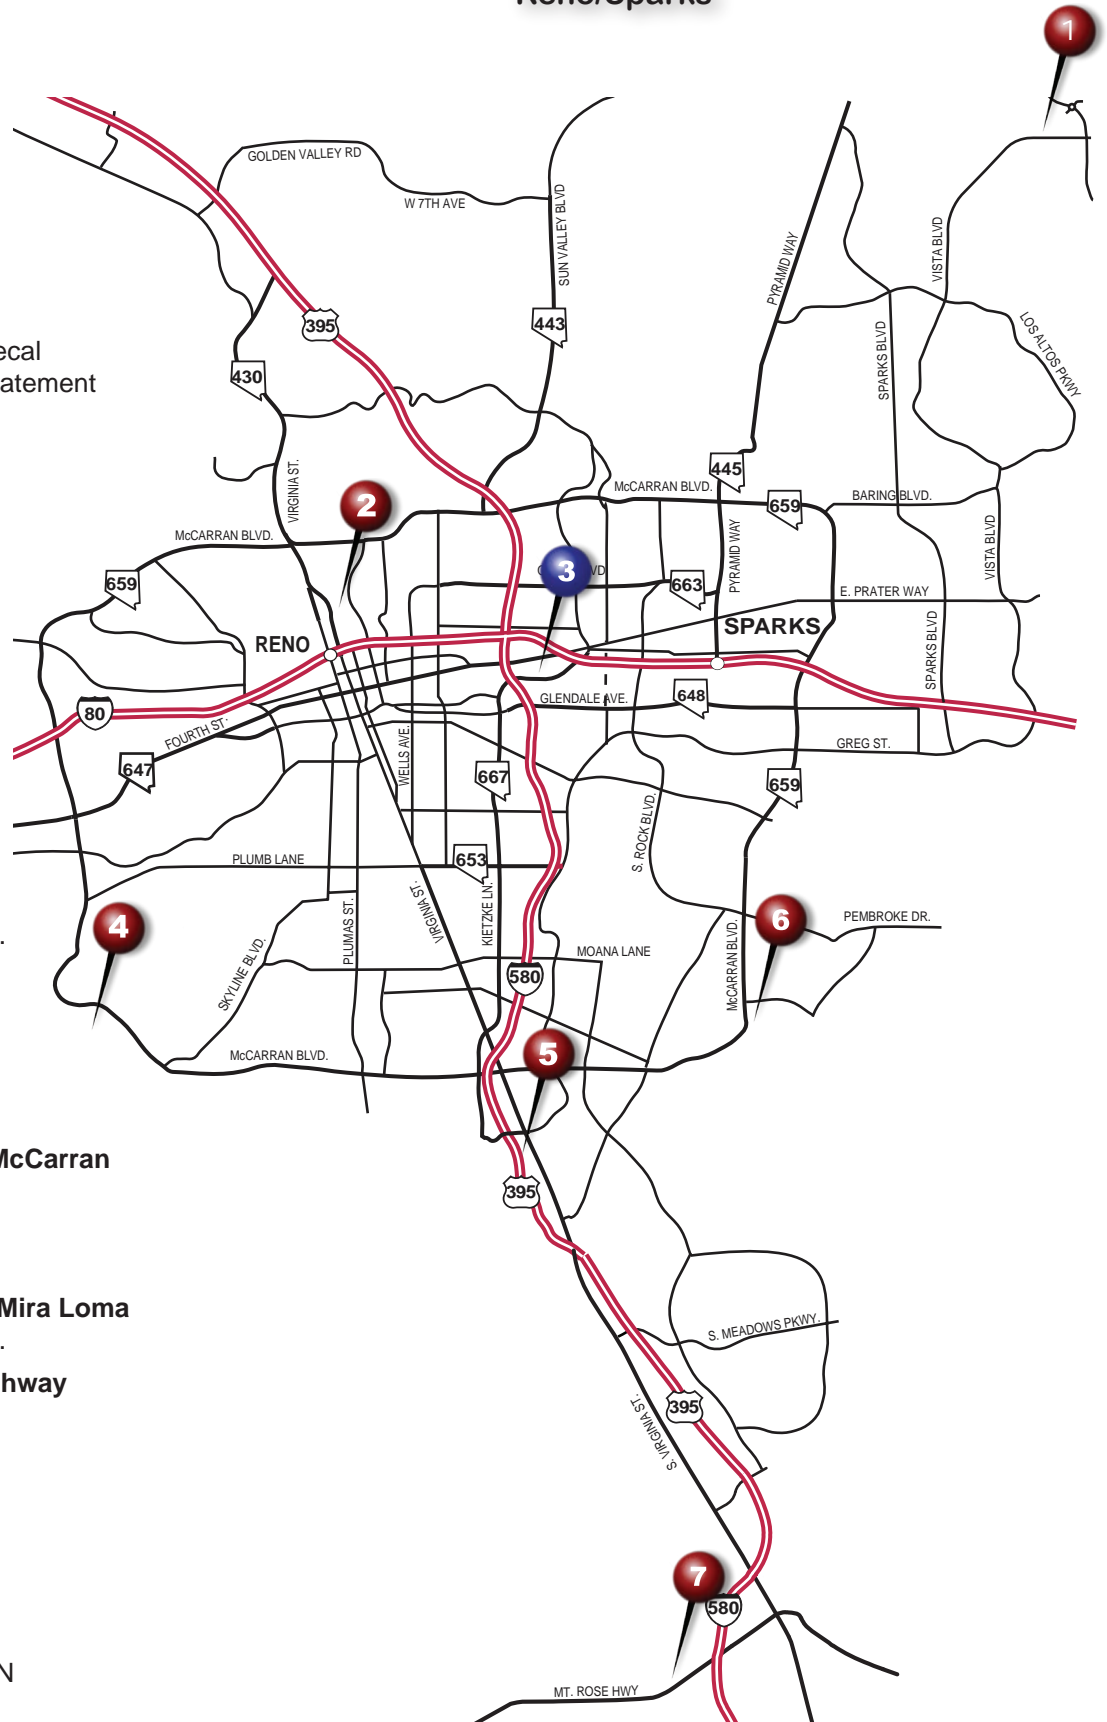 Reno/Sparks
1
GOLDEN VALLEY RD
W 7TH AVE
SUN VALLEY BLVD
PYRAMID WAY
VISTA BLVD
395
443
430
ecal
atement
SPARKS BLVD
LOS ALTOS PKWY
VIRGINIA ST.
2
McCARRAN BLVD.
445
659
BARING BLVD.
McCARRAN BLVD.
3
VD
PYRAMID WAY
VISTA BLVD
659
663
E. PRATER WAY
RENO
SPARKS
SPARKS BLVD
80
GLENDALE AVE.
648
FOURTH ST.
WELLS AVE.
GREG ST.
647
667
659
S. ROCK BLVD.
PLUMB LANE
653
4
PLUMAS ST.
VIRGINIA ST.
KIETZKE LN.
6
PEMBROKE DR.
.
SKYLINE BLVD.
MOANA LANE
McCARRAN BLVD.
580
5
McCARRAN BLVD.
McCarran
395
Mira Loma
.
S. MEADOWS PKWY.
hway
395
S. VIRGINIA ST.
7
580
N
MT. ROSE HWY